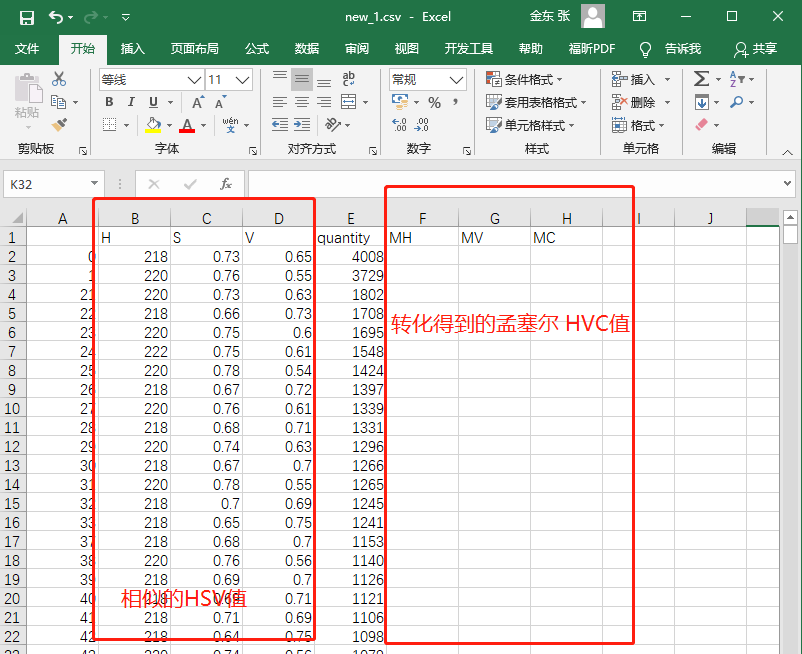 new_1.csv - Excel 金东 张
文件 开始 插入 页面布局 公式 数据 审阅 视图 开发工具 帮助 福昕PDF 告诉我 共享
粘贴 等线 11 ab c 常规 条件格式 插入
B I U A A % , 套用表格格式 删除
A wén 文 .00 .00 单元格样式 格式
剪贴板 字体 对齐方式 数字 样式 单元格 编辑
K32 fx
A B C D E F G H I J
1 H S V quantity MH MV MC
2 0 218 0.73 0.65 4008
3 1 220 0.76 0.55 3729
4 21 220 0.73 0.63 1802
5 22 218 0.66 0.73 1708
6 23 220 0.75 0.6 1695
转化得到的孟塞尔 HVC值
7 24 222 0.75 0.61 1548
8 25 220 0.78 0.54 1424
9 26 218 0.67 0.72 1397
10 27 220 0.76 0.61 1339
11 28 218 0.68 0.71 1331
12 29 220 0.74 0.63 1296
13 30 218 0.67 0.7 1266
14 31 220 0.78 0.55 1265
15 32 218 0.7 0.69 1245
16 33 218 0.65 0.75 1241
17 37 218 0.68 0.7 1153
18 38 220 0.76 0.56 1140
19 39 218 0.69 0.7 1126
相似的HSV值
20 40 218 0.69 0.71 1121
21 41 218 0.71 0.69 1106
22 42 218 0.64 0.75 1098